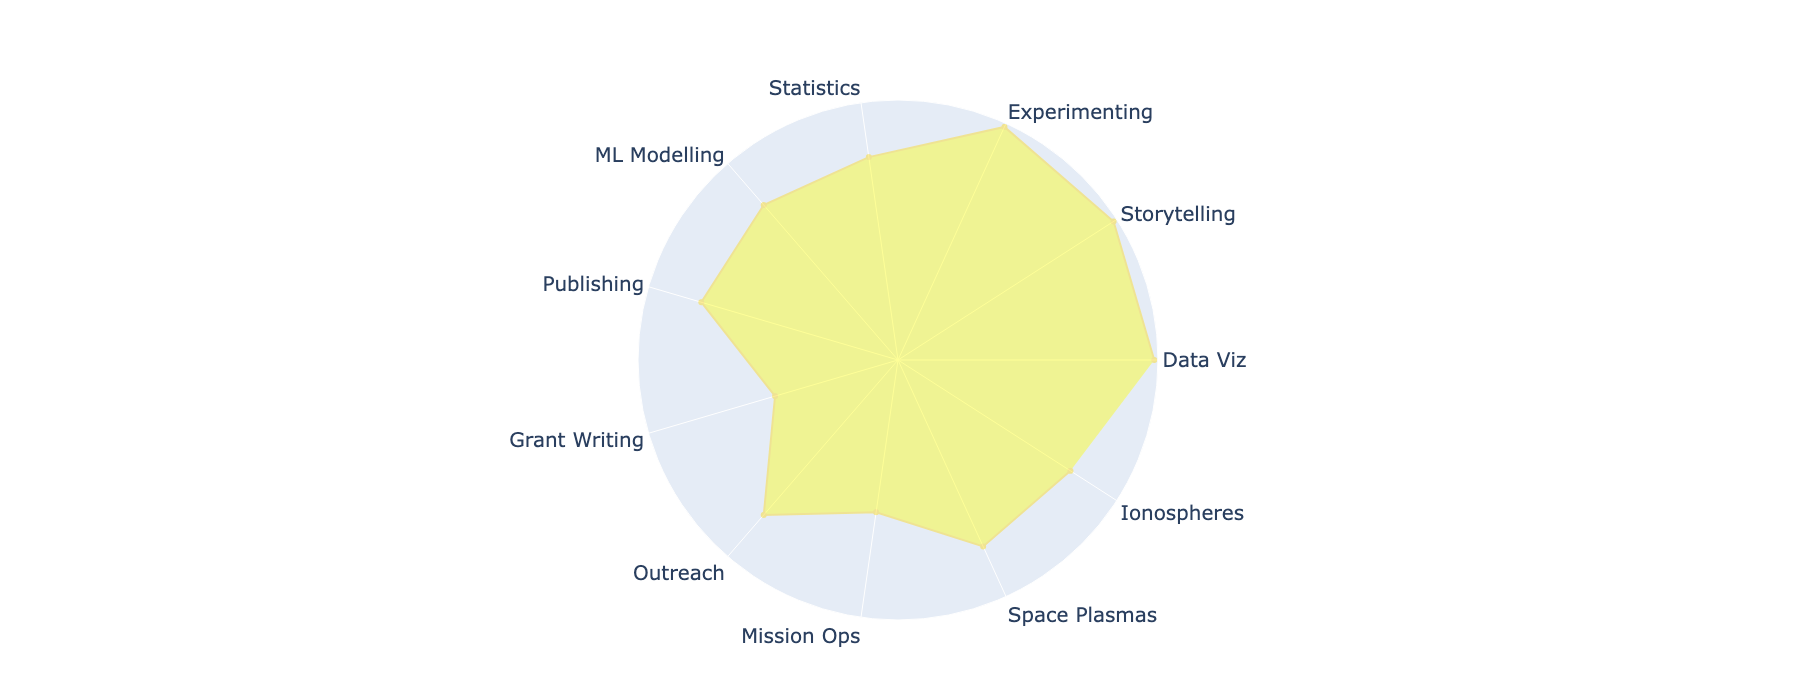 Statistics
Experimenting
ML Modelling
Storytelling
Publishing
Data Viz
Grant Writing
Ionospheres
Outreach
Space Plasmas
Mission Ops